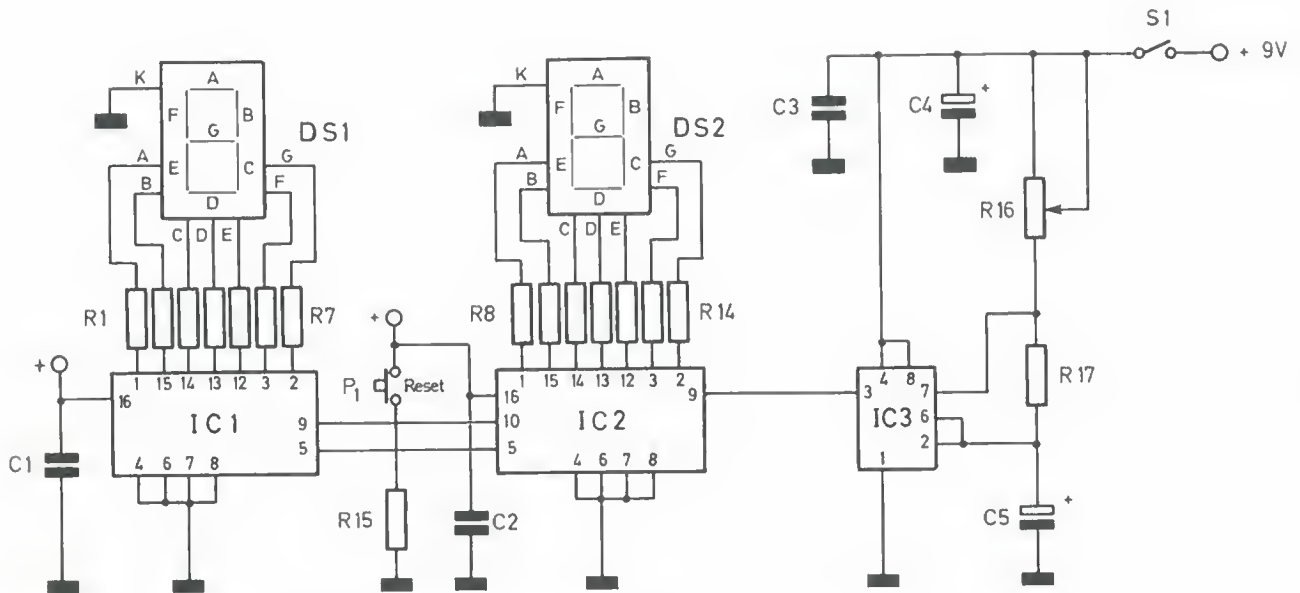 S1
+ 9V
K
A
F
B
G
E
C
D
DS1
A
B
G
F
C D E
K
A
F
B
G
E
C
D
DS2
A
B
G
F
C D E
C3
C4
+
R16
R1
R7
R8
R14
+
P1
Reset
+
1 15 14 13 12 3 2
16
IC1
9
5
4 6 7 8
C1
1 15 14 13 12 3 2
16
10
5
IC2
9
4 6 7 8
R15
C2
3
4 8
7
IC3
6
2
1
R17
C5
+